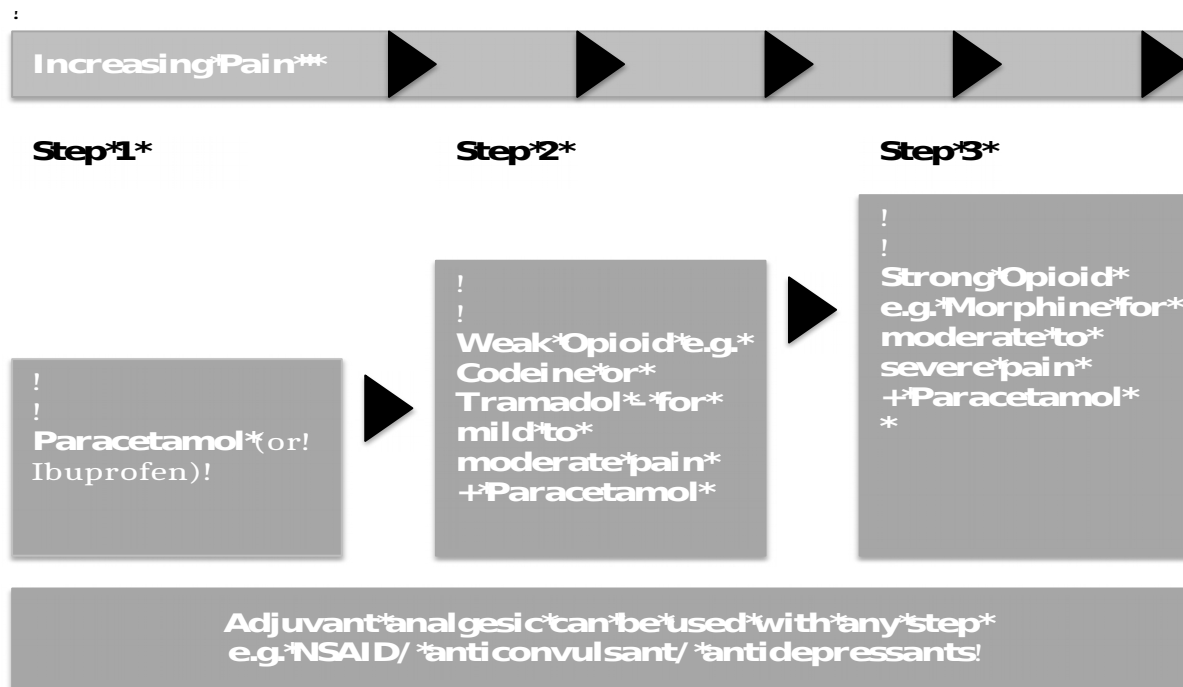 !
Increasing*Pain***
Step*1*
Step*2*
Step*3*
!
!
Paracetamol*(or!
Ibuprofen)!
!
!
Weak*Opioid*e.g.*
Codeine*or*
Tramadol*-*for*
mild*to*
moderate*pain*
+*Paracetamol*
!
!
Strong*Opioid*
e.g.*Morphine*for*
moderate*to*
severe*pain*
+*Paracetamol*
*
Adjuvant*analgesic*can*be*used*with*any*step*
e.g.*NSAID/*anticonvulsant/*antidepressants!